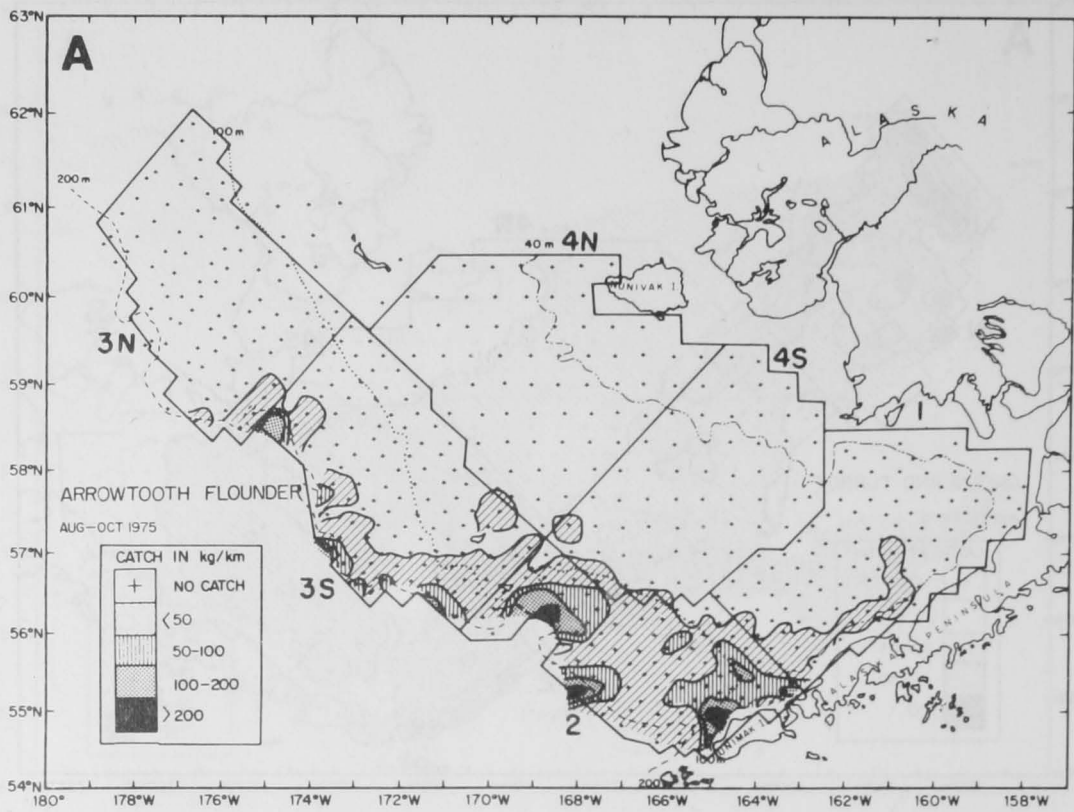 A
63°N
62°N
61°N
60°N
59°N
58°N
57°N
56°N
55°N
54°N
180°
178°W
176°W
174°W
172°W
170°W
168°W
166°W
164°W
162°W
160°W
158°W
ALASKA
100m
200m
40m
4N
NUNIVAK I.
3N
4S
1
ARROWTOOTH FLOUNDER
AUG-OCT 1975
CATCH IN kg/km
+ NO CATCH
<50
50-100
100-200
>200
3S
2
ALASKA PENINSULA
UNIMAK I.
100m
200